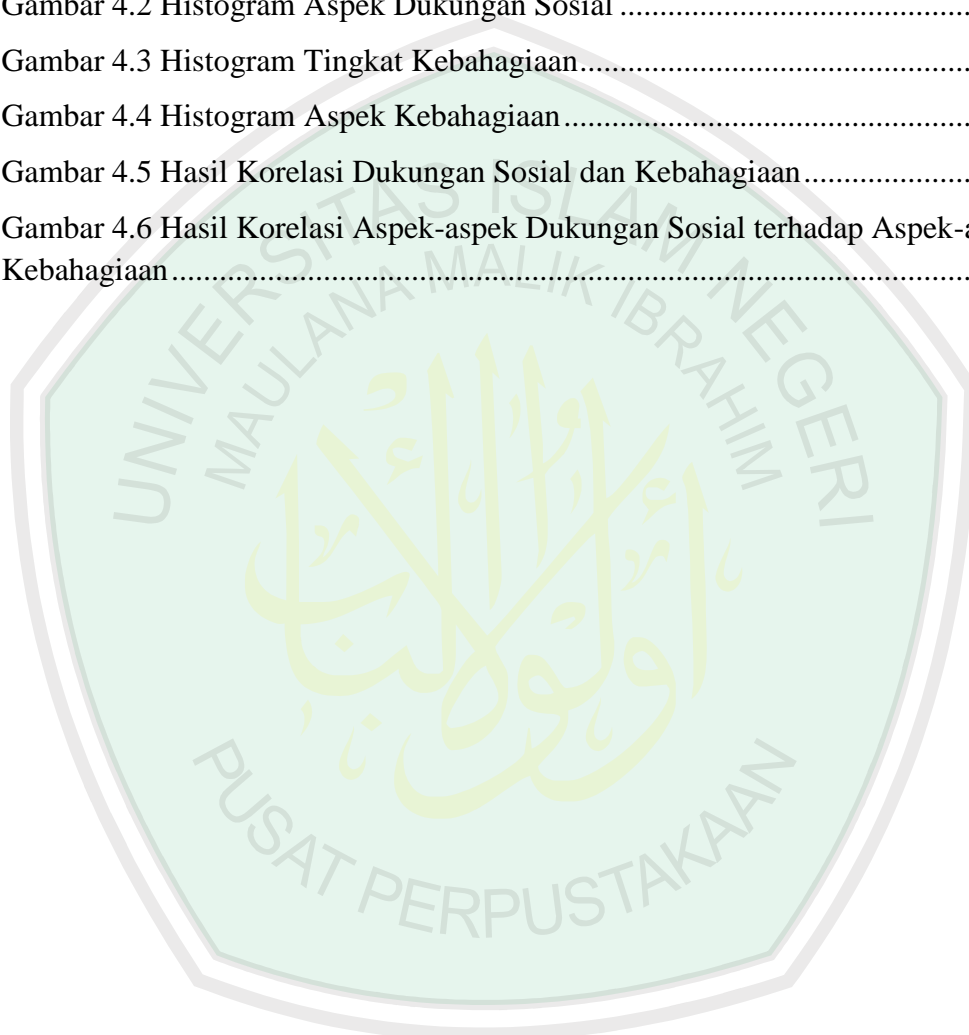 Gambar 4.2 Histogram Aspek Dukungan Sosial ................................................
Gambar 4.3 Histogram Tingkat Kebahagiaan ................................................
Gambar 4.4 Histogram Aspek Kebahagiaan ................................................
Gambar 4.5 Hasil Korelasi Dukungan Sosial dan Kebahagiaan .....................
Gambar 4.6 Hasil Korelasi Aspek-aspek Dukungan Sosial terhadap Aspek-a
Kebahagiaan ................................................................................................
UNIVERSITAS ISLAM NEGERI
MAULANA MALIK IBRAHIM
PUSAT PERPUSTAKAAN